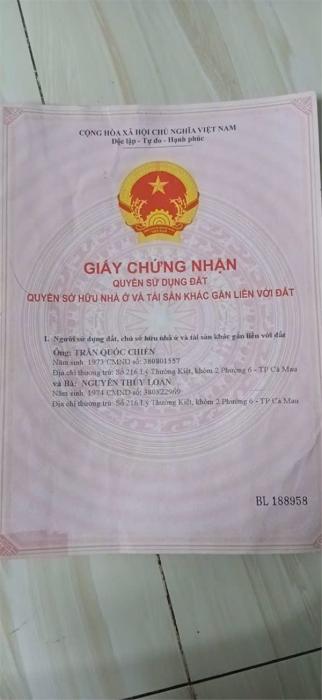 CỘNG HÒA XÃ HỘI CHỦ NGHĨA VIỆT NAM
Độc lập - Tự do - Hạnh phúc
GIẤY CHỨNG NHẬN
QUYỀN SỬ DỤNG ĐẤT
QUYỀN SỞ HỮU NHÀ Ở VÀ TÀI SẢN KHÁC GẮN LIỀN VỚI ĐẤT
I. Người sử dụng đất, chủ sở hữu nhà ở và tài sản khác gắn liền với đất
Ông: TRẦN QUỐC CHIẾN
Năm sinh: 1973 CMND số: 380801557
Địa chỉ thường trú: Số 216 Lý Thường Kiệt, khóm 2 Phường 6 - TP Cà Mau
và Bà: NGUYỄN THÚY LOAN
Năm sinh: 1974 CMND số: 380822969
Địa chỉ thường trú: Số 216 Lý Thường Kiệt, khóm 2 Phường 6 - TP Cà Mau
BL 188958